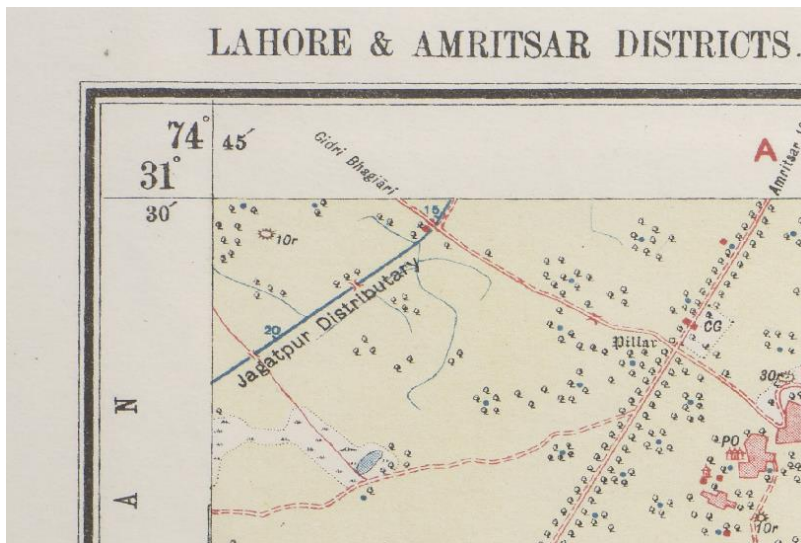 LAHORE & AMRITSAR DISTRICTS.
74° 45′
31°
30′
Gidri Bhagiāri
A
Amritsar
15
10r
20
Jagatpur Distributary
CG
Pillar
30r
PO
10r
N
A